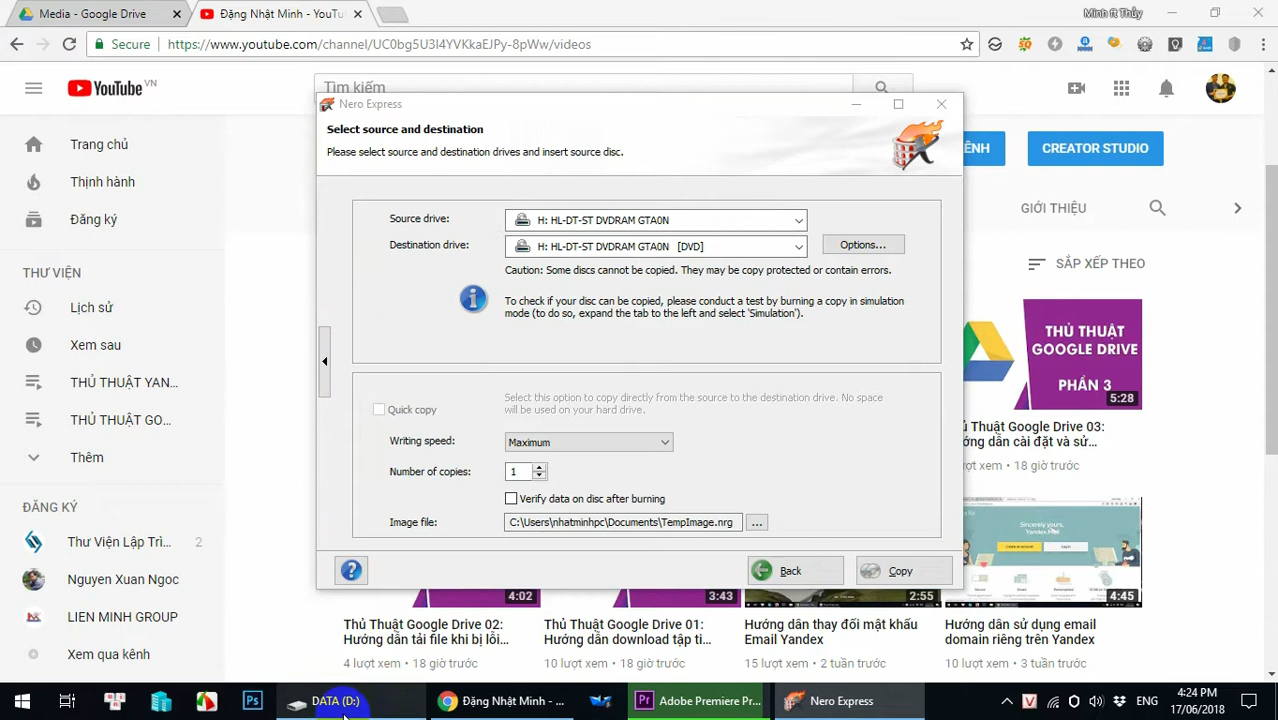 Media - Google Drive
Đặng Nhật Minh - YouTu
Minh ft Thủy
Secure
https://www.youtube.com/channel/UC0bg5U3I4YVKkaEJPy-8pWw/videos
YouTube VN
Tìm kiếm
Trang chủ
Thịnh hành
Đăng ký
THƯ VIỆN
Lịch sử
Xem sau
THỦ THUẬT YAN...
THỦ THUẬT GO...
Thêm
ĐĂNG KÝ
Thư Viện Lập Trì... 2
Nguyen Xuan Ngoc
LIEN MINH GROUP
Xem qua kênh
Nero Express
Select source and destination
Please select source and destination drives and insert source disc.
Source drive: H: HL-DT-ST DVDRAM GTA0N
Destination drive: H: HL-DT-ST DVDRAM GTA0N [DVD]
Options...
Caution: Some discs cannot be copied. They may be copy protected or contain errors.
To check if your disc can be copied, please conduct a test by burning a copy in simulation
mode (to do so, expand the tab to the left and select 'Simulation').
Quick copy
Select this option to copy directly from the source to the destination drive. No space
will be used on your hard drive.
Writing speed: Maximum
Number of copies: 1
Verify data on disc after burning
Image file: C:\Users\nhatminhpc\Documents\TempImage.nrg
...
Back
Copy
ÊNH
CREATOR STUDIO
GIỚI THIỆU
SẮP XẾP THEO
THỦ THUẬT
GOOGLE DRIVE
PHẦN 3
5:28
ủ Thuật Google Drive 03:
ướng dẫn cài đặt và sử...
ượt xem • 18 giờ trước
Sincerely yours,
Yandex.Mail
4:02
3:43
2:55
4:45
Thủ Thuật Google Drive 02:
Hướng dẫn tải file khi bị lỗi...
4 lượt xem • 18 giờ trước
Thủ Thuật Google Drive 01:
Hướng dẫn download tập ti...
10 lượt xem • 18 giờ trước
Hướng dẫn thay đổi mật khẩu
Email Yandex
15 lượt xem • 2 tuần trước
Hướng dẫn sử dụng email
domain riêng trên Yandex
10 lượt xem • 3 tuần trước
Ps
DATA (D:)
Đặng Nhật Minh - ...
Pr
Adobe Premiere Pr...
Nero Express
V
ENG
4:24 PM
17/06/2018